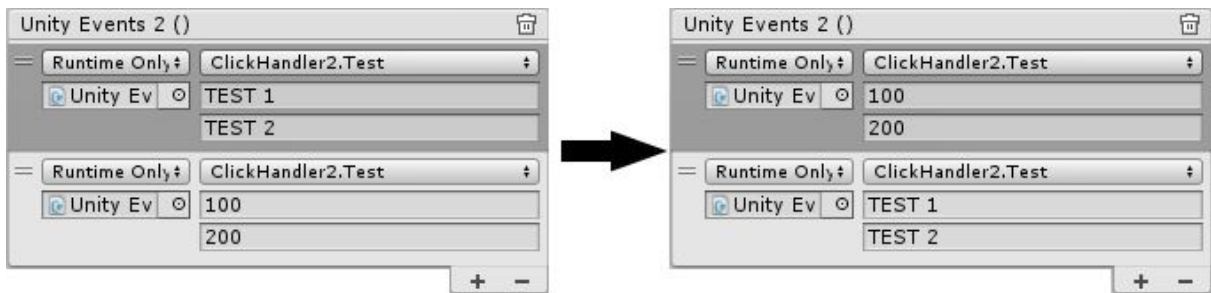 Unity Events 2 ()
Runtime Only ClickHandler2.Test
Unity Ev TEST 1
TEST 2
Runtime Only ClickHandler2.Test
Unity Ev 100
200
+ −
Unity Events 2 ()
Runtime Only ClickHandler2.Test
Unity Ev 100
200
Runtime Only ClickHandler2.Test
Unity Ev TEST 1
TEST 2
+ −